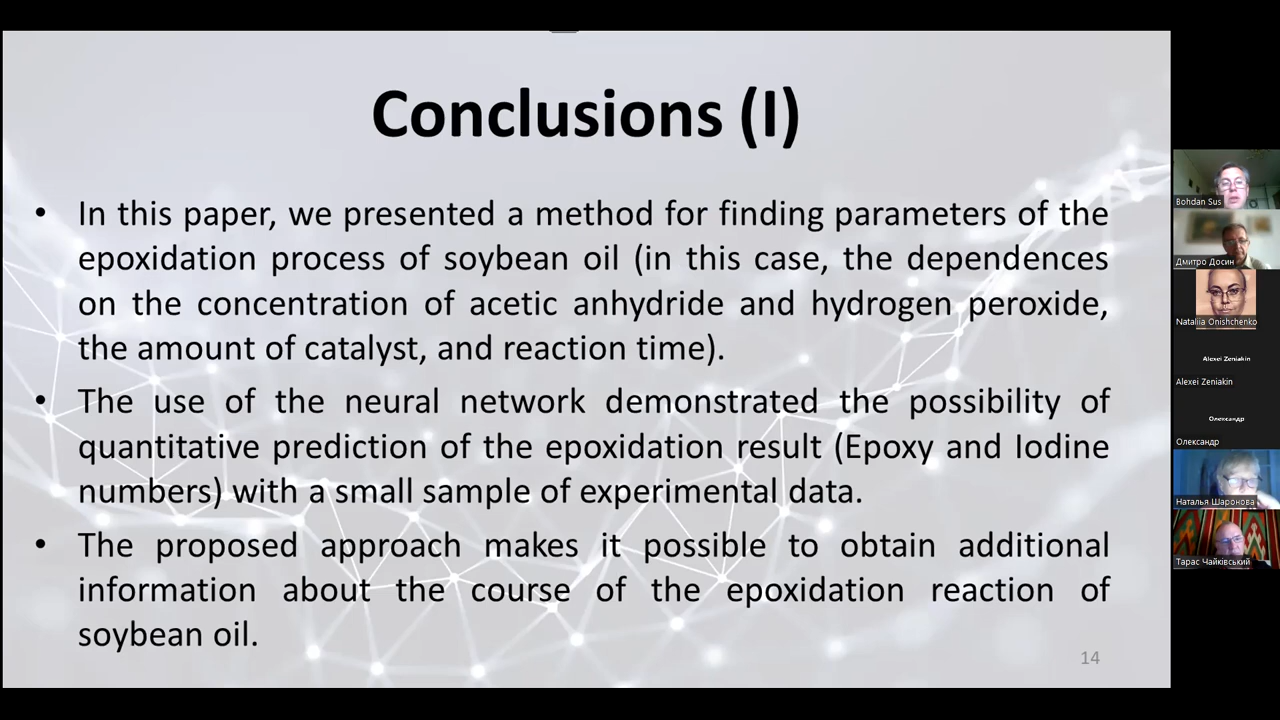 Conclusions (I)
• In this paper, we presented a method for finding parameters of the
epoxidation process of soybean oil (in this case, the dependences
on the concentration of acetic anhydride and hydrogen peroxide,
the amount of catalyst, and reaction time).
• The use of the neural network demonstrated the possibility of
quantitative prediction of the epoxidation result (Epoxy and Iodine
numbers) with a small sample of experimental data.
• The proposed approach makes it possible to obtain additional
information about the course of the epoxidation reaction of
soybean oil.
14
Bohdan Sus
Дмитро Досин
Nataliia Onishchenko
Alexei Zeniakin
Alexei Zeniakin
Олександр
Олександр
Наталья Шаронова
Тарас Чайківський